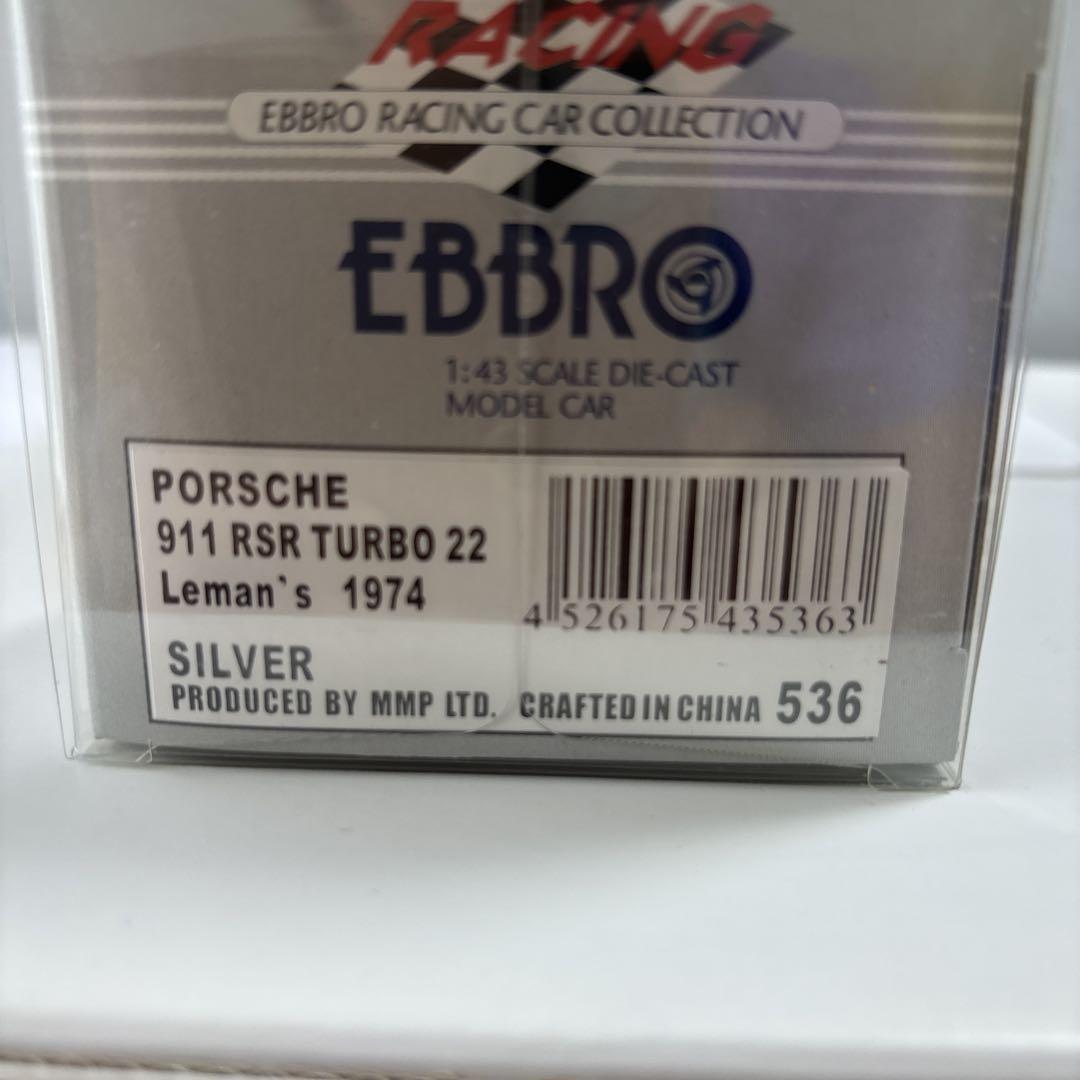 RACING
EBBRO RACING CAR COLLECTION
EBBRO
1:43 SCALE DIE-CAST
MODEL CAR
PORSCHE
911 RSR TURBO 22
Leman`s 1974
4 526175 435363
SILVER
PRODUCED BY MMP LTD. CRAFTED IN CHINA 536